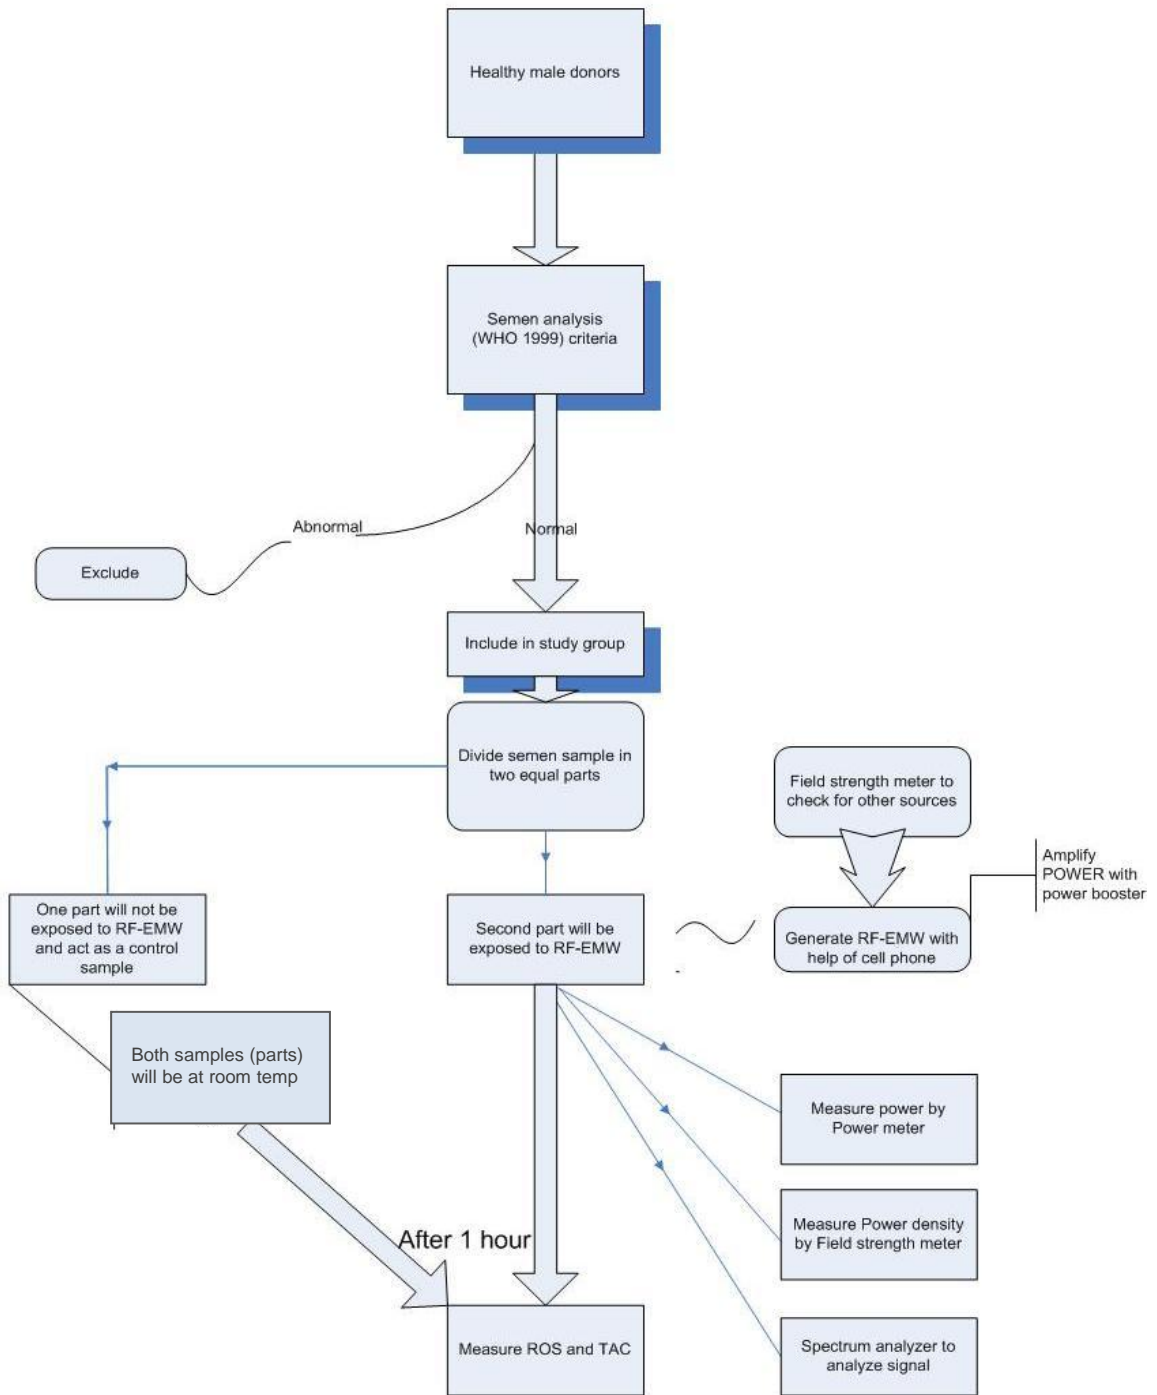 Healthy male donors
Semen analysis
(WHO 1999) criteria
Abnormal
Normal
Exclude
Include in study group
Divide semen sample in
two equal parts
Field strength meter to
check for other sources
Amplify
POWER with
power booster
One part will not be
exposed to RF-EMW
and act as a control
sample
Second part will be
exposed to RF-EMW
Generate RF-EMW with
help of cell phone
Both samples (parts)
will be at room temp
Measure power by
Power meter
Measure Power density
by Field strength meter
After 1 hour
Measure ROS and TAC
Spectrum analyzer to
analyze signal